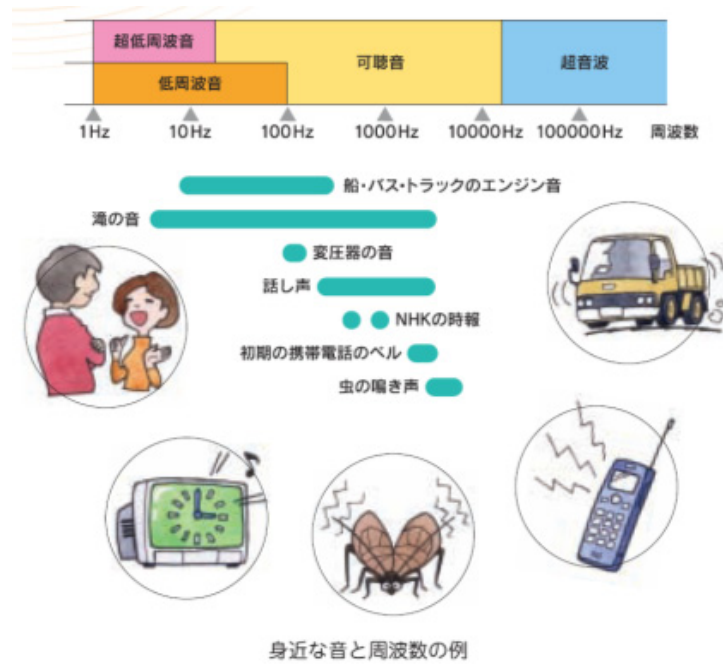 超低周波音
低周波音
可聴音
超音波
1Hz 10Hz 100Hz 1000Hz 10000Hz 100000Hz 周波数
船・バス・トラックのエンジン音
滝の音
変圧器の音
話し声
NHKの時報
初期の携帯電話のベル
虫の鳴き声
身近な音と周波数の例